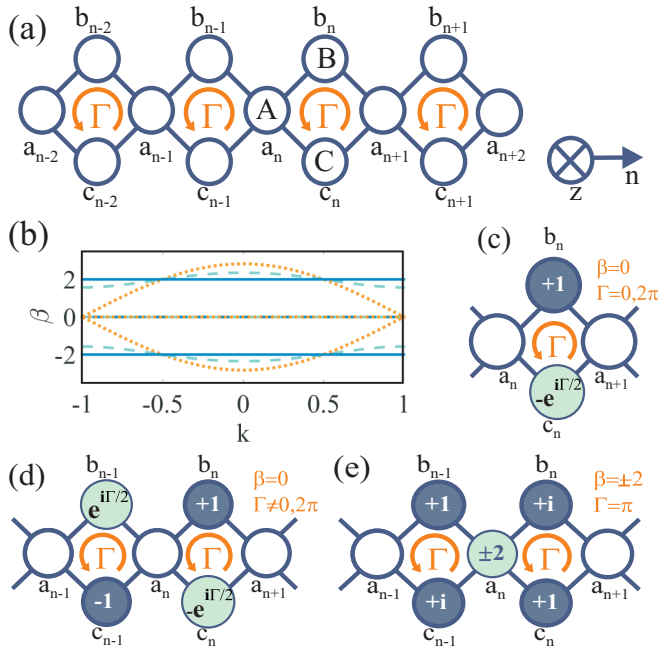 (a)
b_{n-2} b_{n-1} b_n b_{n+1}
B
Γ Γ A Γ Γ
a_{n-2} a_{n-1} a_n a_{n+1} a_{n+2}
C
c_{n-2} c_{n-1} c_n c_{n+1}
z n
(b)
β
2
0
-2
-1 -0.5 0 0.5 1
k
(c)
b_n
β=0
Γ=0,2π
+1
Γ
a_n a_{n+1}
-e^{iΓ/2}
c_n
(d)
b_{n-1} b_n
β=0
Γ≠0,2π
e^{iΓ/2} +1
Γ Γ
a_{n-1} a_n a_{n+1}
-1 -e^{iΓ/2}
c_{n-1} c_n
(e)
b_{n-1} b_n
β=±2
Γ=π
+1 +i
Γ ±2 Γ
a_{n-1} a_n a_{n+1}
+i +1
c_{n-1} c_n